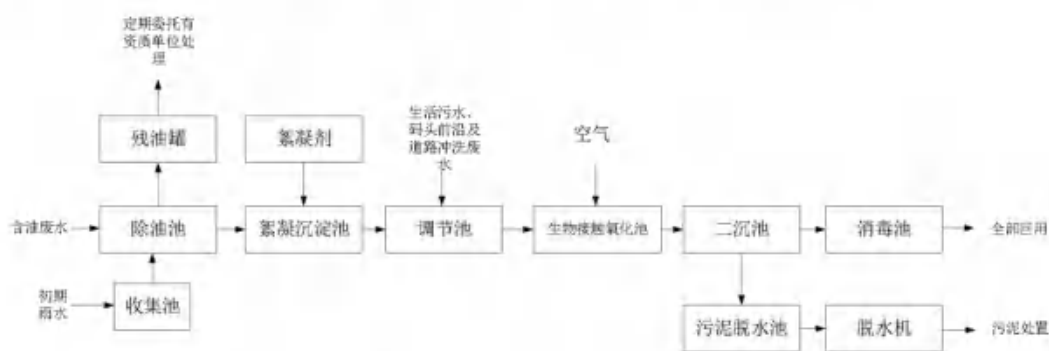 定期委托有
资质单位处
理
残油罐
絮凝剂
生活污水、
码头前沿及
道路冲洗废
水
空气
含油废水
除油池
絮凝沉淀池
调节池
生物接触氧化池
二沉池
消毒池
全部回用
初期
雨水
收集池
污泥脱水池
脱水机
污泥处置